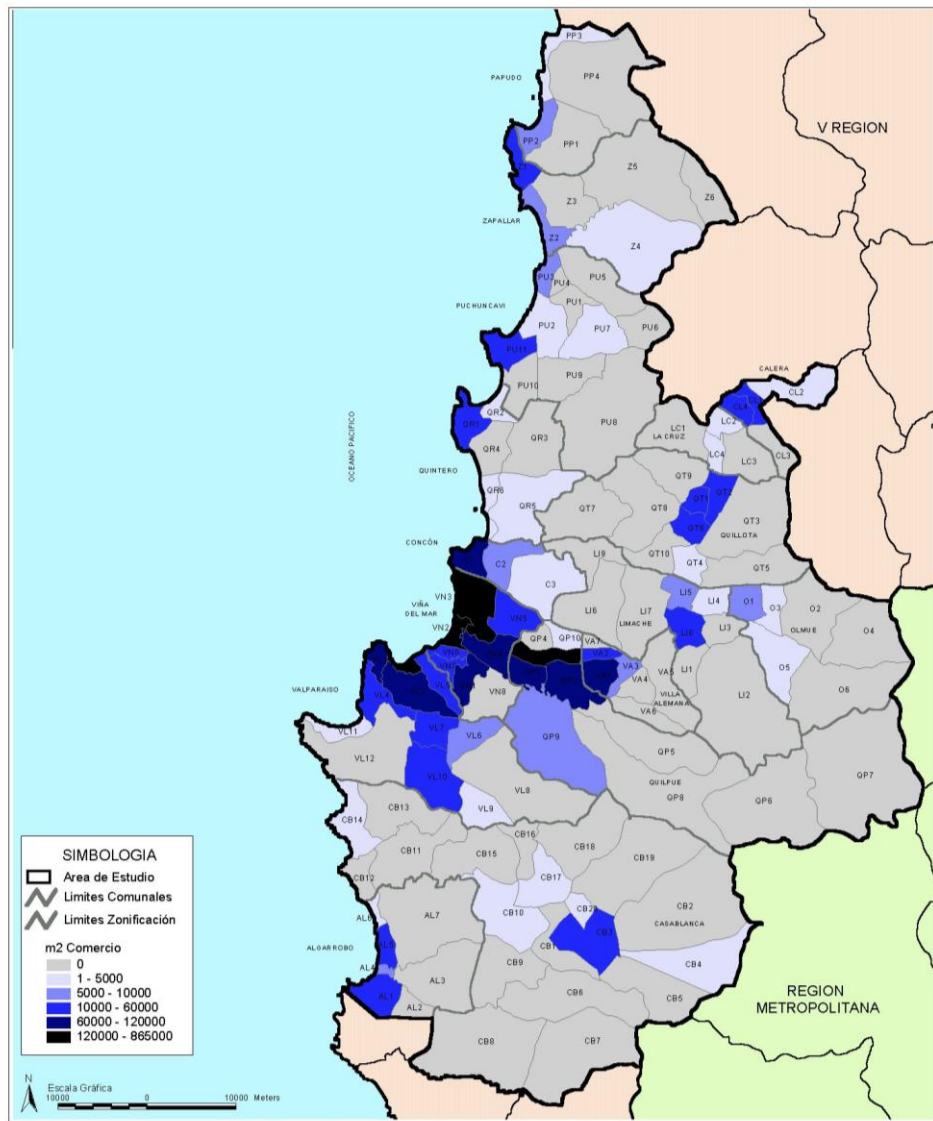 PP3
PP4
PAPUDO
V REGION
PP2
PP1
Z1
Z5
Z3
Z6
ZAPALLAR
Z2
Z4
PU3
PU5
PU4
PU1
PUCHUNCAVI
PU2
PU7
PU6
PU11
PU9
PU10
CALERA
CL2
CL4
QR2
QR1
PU8
LC1
LA CRUZ
LC2
LC4
LC3
CL3
QR3
QR4
OCEANO PACIFICO
QUINTERO
QR6
QR5
QT9
QT1
QT2
QT7
QT8
QT3
QUILLOTA
CONCÓN
C2
C3
LI9
QT10
QT4
QT5
VN3
VIÑA
DEL MAR
VN2
VN5
LI6
LI7
LIMACHE
LI5
LI4
O1
O3
O2
OLMUE
O4
QP4
QP10
VA7
LI3
VA2
VA3
VA4
VA5
LI1
VILLA
ALEMANA
VA6
LI2
O5
O6
VALPARAISO
VL4
VN8
VL7
VL6
VL11
VL12
VL10
VL8
VL9
QP9
QP5
QUILPUE
QP8
QP6
QP7
CB14
CB13
CB11
CB12
CB15
CB16
CB18
CB17
CB19
CB10
CB2
CASABLANCA
CB3
CB4
CB9
CB6
CB5
CB8
CB7
AL6
AL7
AL5
ALGARROBO
AL4
AL3
AL1
AL2
REGION
METROPOLITANA
SIMBOLOGIA
Area de Estudio
Limites Comunales
Limites Zonificación
m2 Comercio
0
1 - 5000
5000 - 10000
10000 - 60000
60000 - 120000
120000 - 865000
N
Escala Gráfica
10000 0 10000 Meters